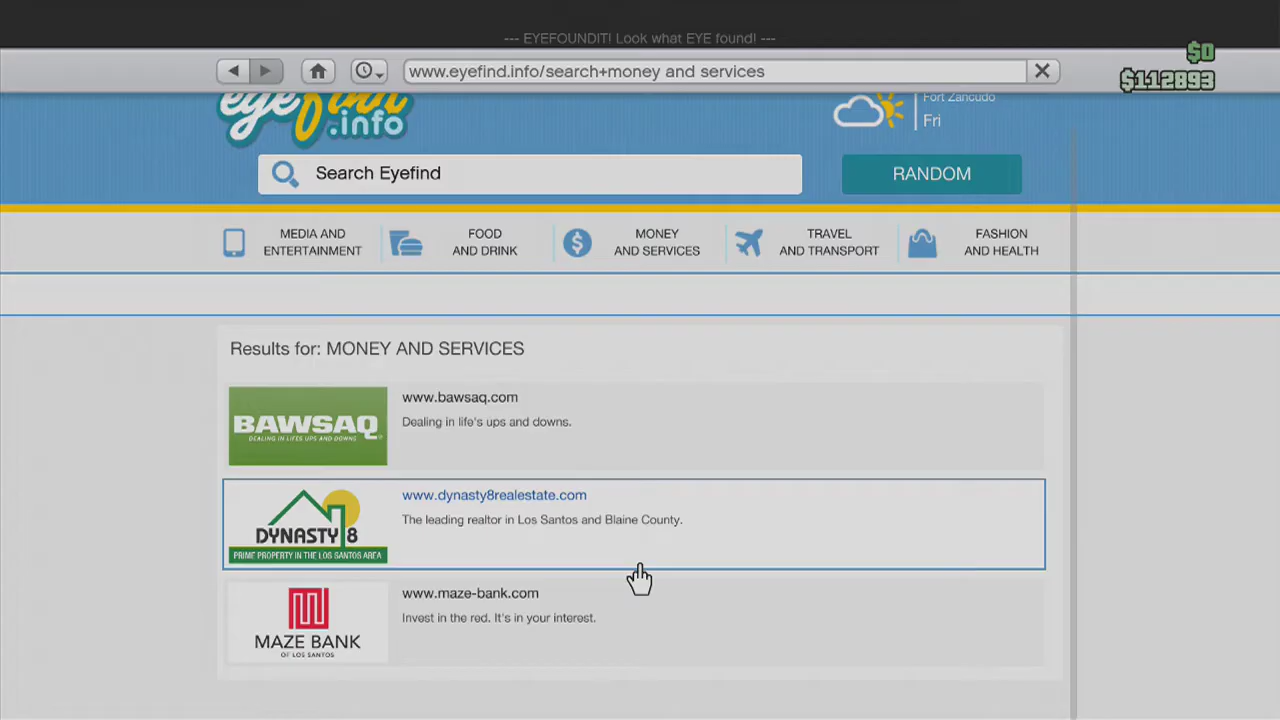 --- EYEFOUNDIT! Look what EYE found! ---
$0
www.eyefind.info/search+money and services
$112893
eyefind
.info
Fort Zancudo
Fri
Search Eyefind
RANDOM
MEDIA AND
ENTERTAINMENT
FOOD
AND DRINK
MONEY
AND SERVICES
TRAVEL
AND TRANSPORT
FASHION
AND HEALTH
Results for: MONEY AND SERVICES
BAWSAQ
DEALING IN LIFE'S UPS AND DOWNS
www.bawsaq.com
Dealing in life's ups and downs.
DYNASTY 8
PRIME PROPERTY IN THE LOS SANTOS AREA
www.dynasty8realestate.com
The leading realtor in Los Santos and Blaine County.
MAZE BANK
OF LOS SANTOS
www.maze-bank.com
Invest in the red. It's in your interest.